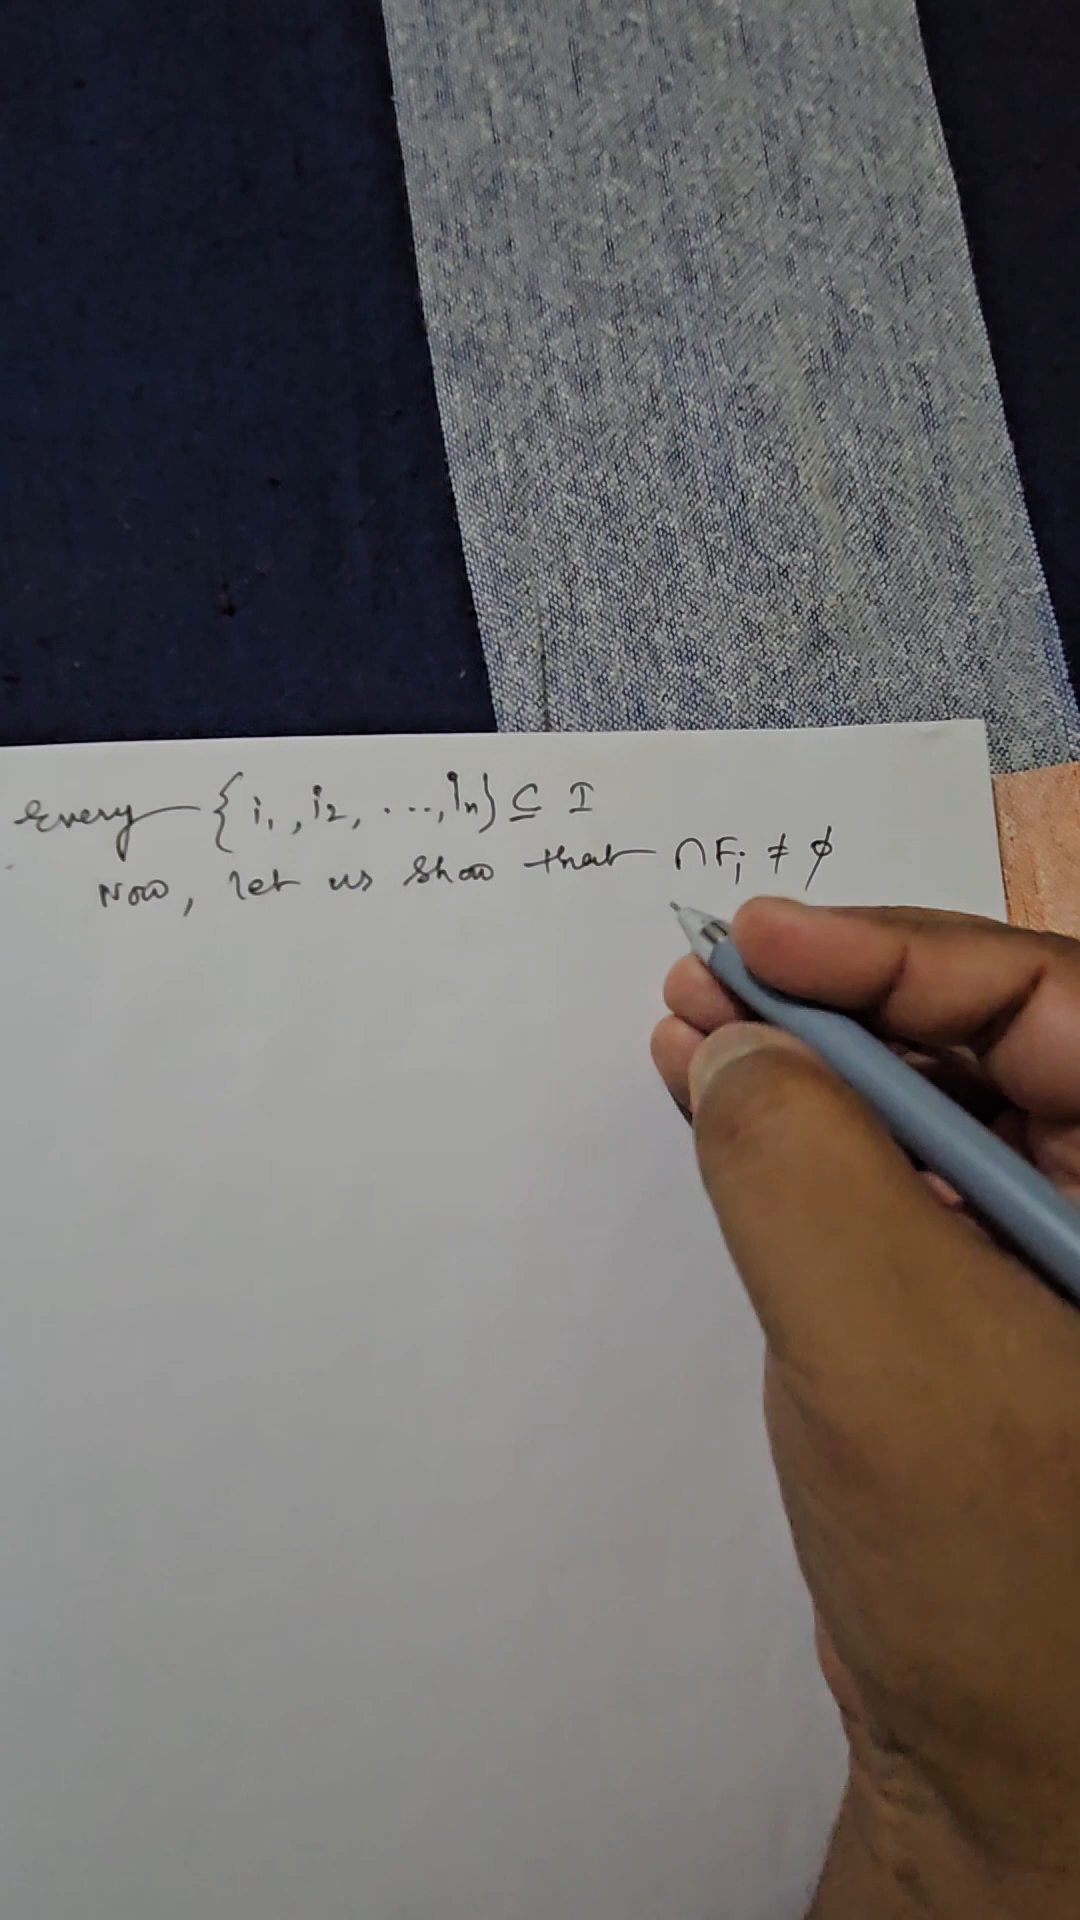 Every {i₁, i₂, ..., iₙ} ⊆ I
Now, let us show that ∩Fᵢ ≠ ϕ